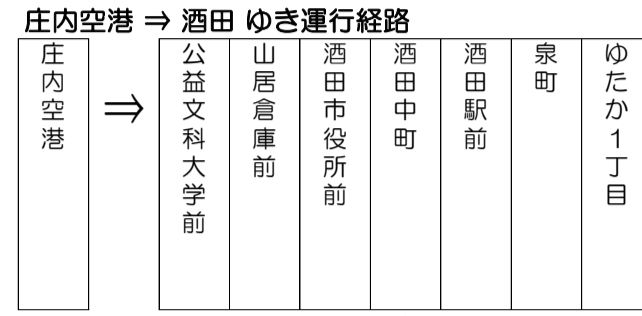 庄内空港 ⇒ 酒田 ゆき運行経路
庄内空港
⇒
公益文科大学前
山居倉庫前
酒田市役所前
酒田中町
酒田駅前
泉町
ゆたか1丁目